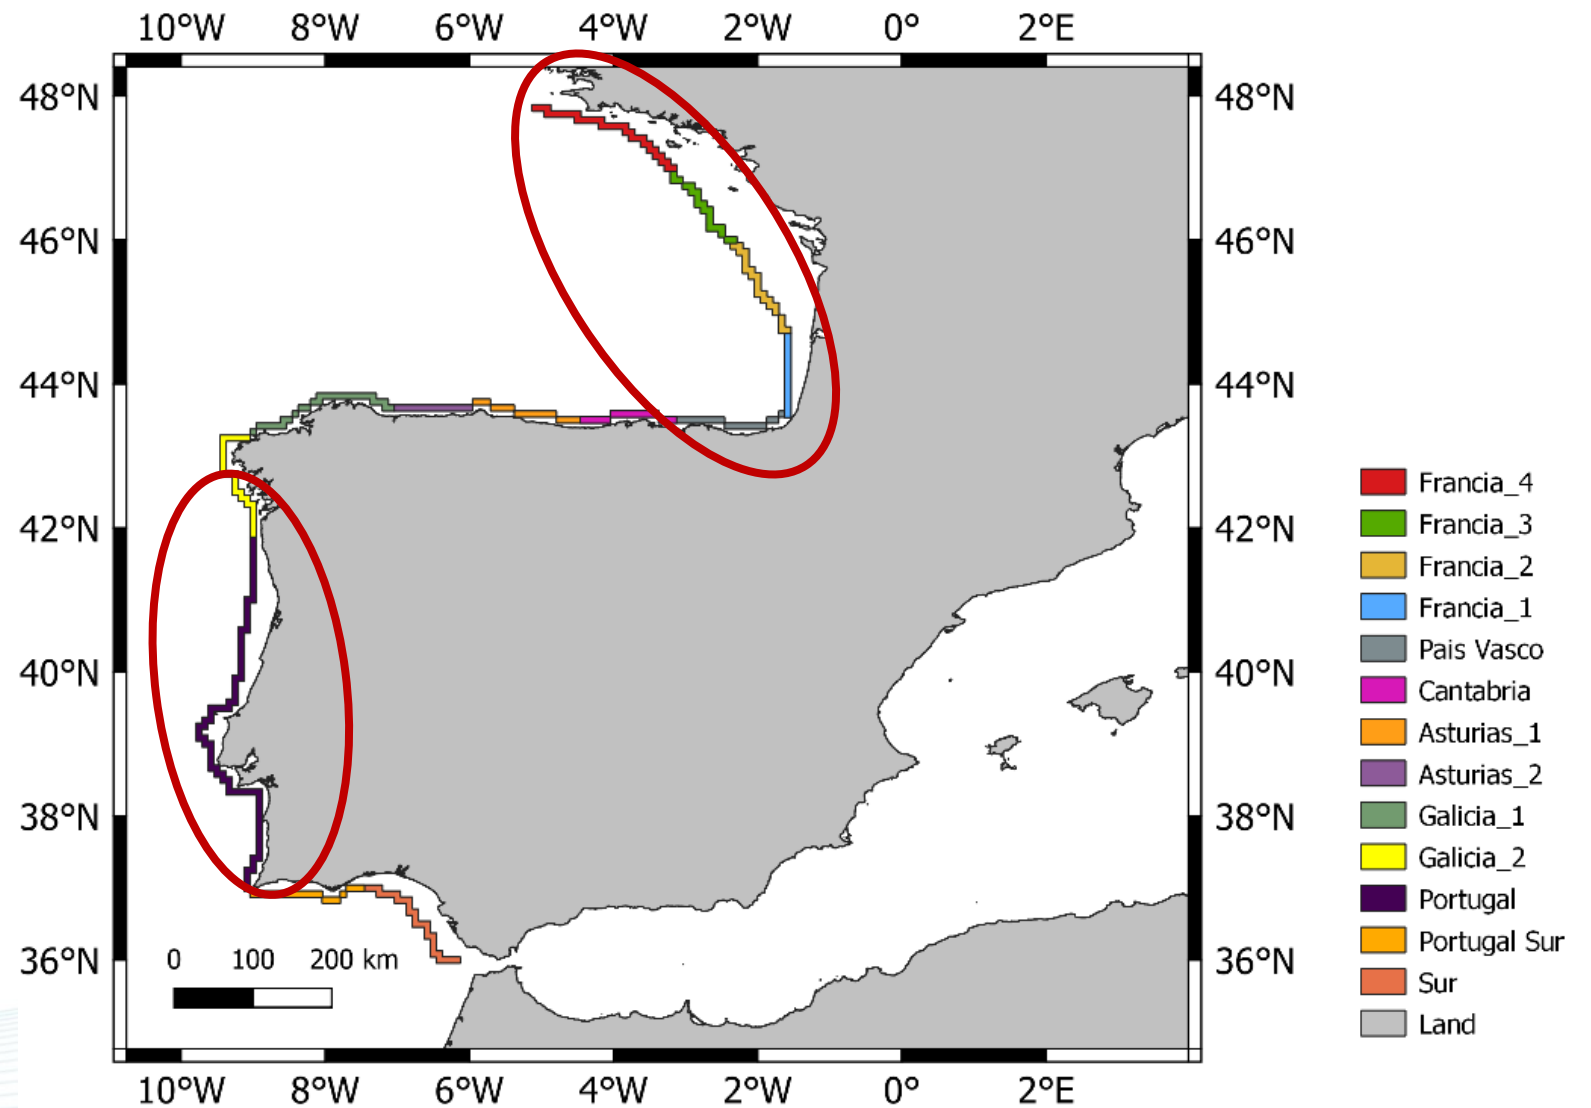 10°W 8°W 6°W 4°W 2°W 0° 2°E
48°N 48°N
46°N 46°N
44°N 44°N
42°N 42°N
40°N 40°N
38°N 38°N
36°N 36°N
0 100 200 km
10°W 8°W 6°W 4°W 2°W 0° 2°E
Francia_4
Francia_3
Francia_2
Francia_1
Pais Vasco
Cantabria
Asturias_1
Asturias_2
Galicia_1
Galicia_2
Portugal
Portugal Sur
Sur
Land